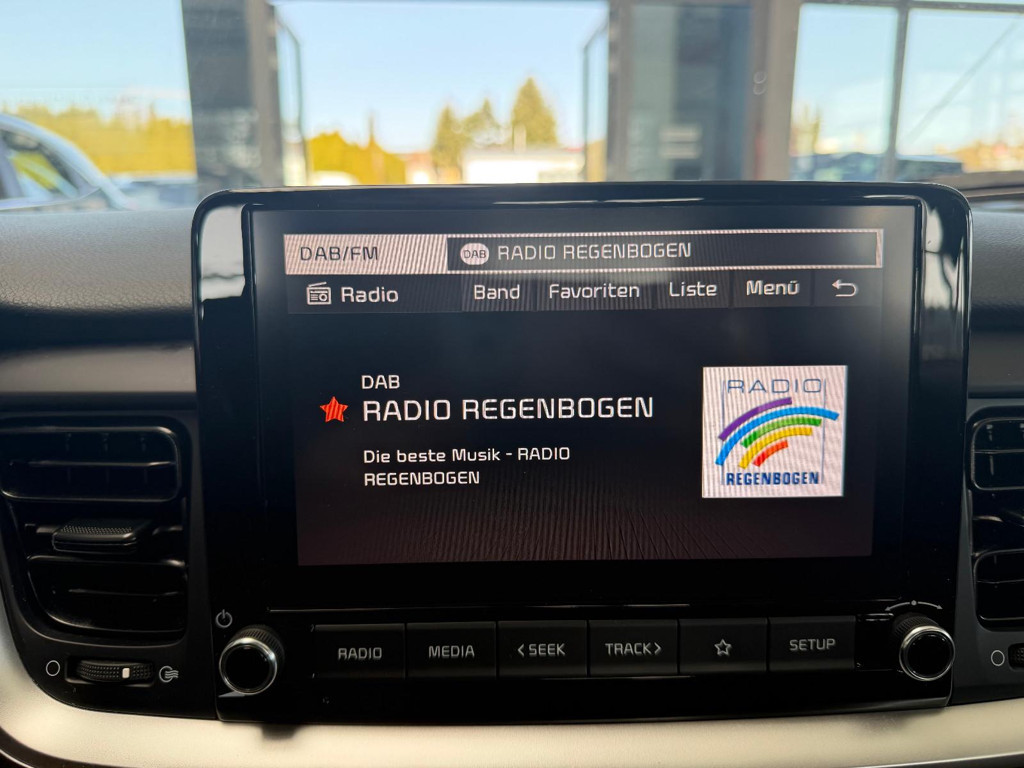 DAB/FM DAB RADIO REGENBOGEN
Radio Band Favoriten Liste Menü
DAB
RADIO REGENBOGEN
Die beste Musik - RADIO
REGENBOGEN
RADIO
REGENBOGEN
RADIO MEDIA <SEEK TRACK> SETUP